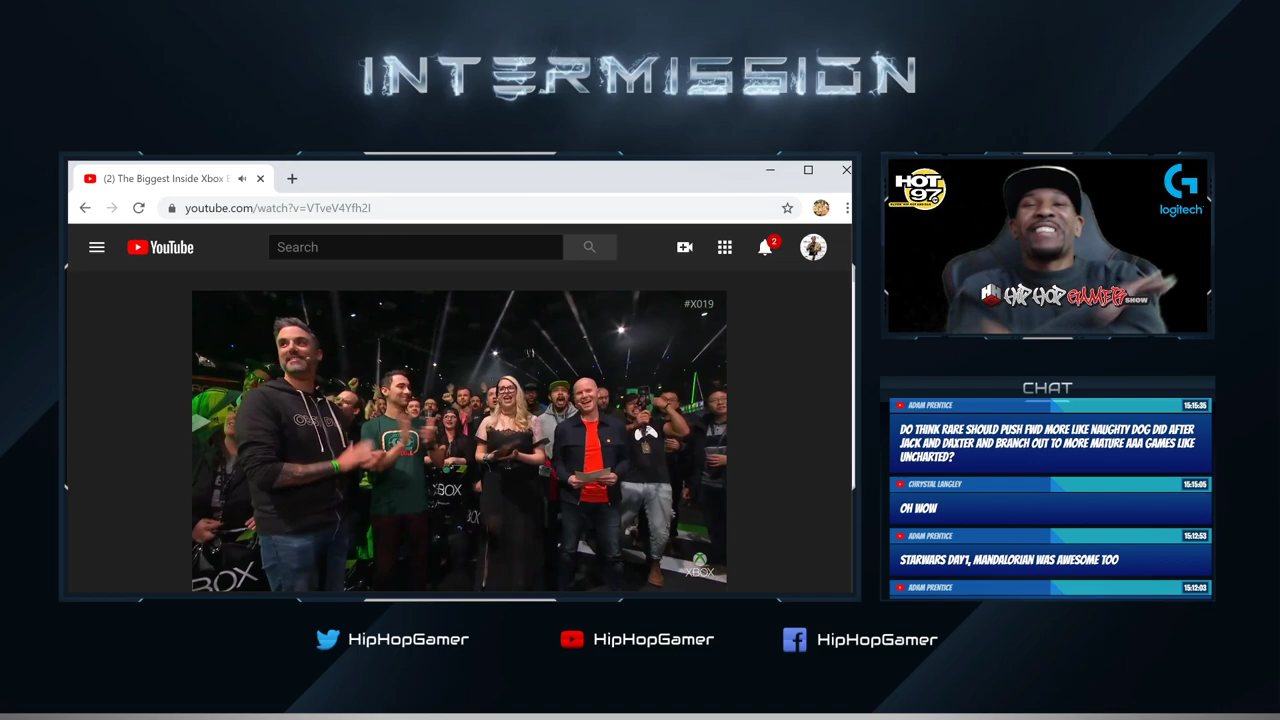 INTERMISSION
(2) The Biggest Inside Xbox E
youtube.com/watch?v=VTveV4Yfh2I
YouTube
Search
2
#X019
XBOX
BOX
XBOX
HOT
97
logitech
HIP HOP GAMER SHOW
CHAT
ADAM PRENTICE 15:15:35
DO THINK RARE SHOULD PUSH FWD MORE LIKE NAUGHTY DOG DID AFTER
JACK AND DAXTER AND BRANCH OUT TO MORE MATURE AAA GAMES LIKE
UNCHARTED?
CHRYSTAL LANGLEY 15:15:05
OH WOW
ADAM PRENTICE 15:12:53
STARWARS DAY1, MANDALORIAN WAS AWESOME TOO
ADAM PRENTICE 15:12:03
HipHopGamer
HipHopGamer
HipHopGamer